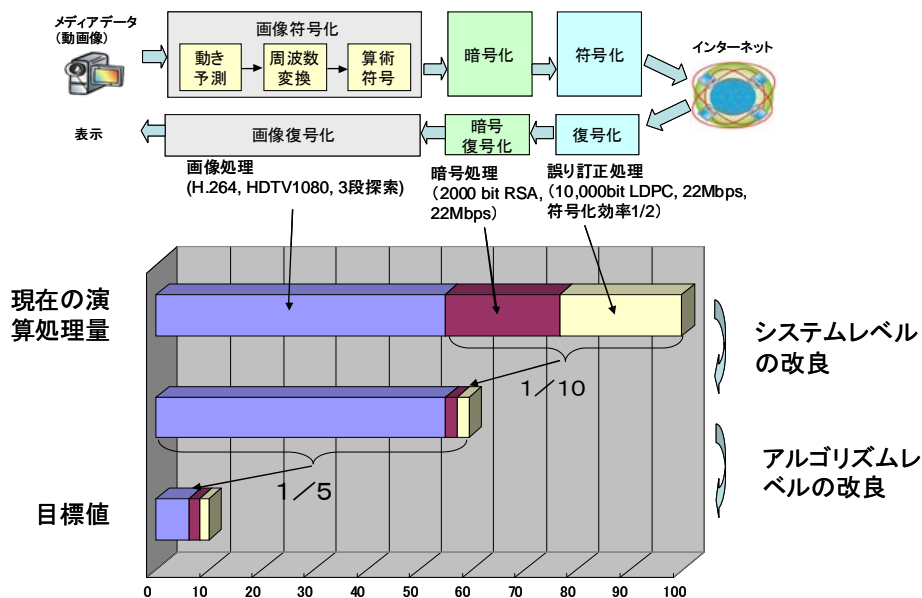 メディアデータ
(動画像)
画像符号化
動き
予測
周波数
変換
算術
符号
暗号化
符号化
インターネット
表示
画像復号化
暗号
復号化
復号化
画像処理
(H.264, HDTV1080, 3段探索)
暗号処理
(2000 bit RSA,
22Mbps)
誤り訂正処理
(10,000bit LDPC, 22Mbps,
符号化効率1/2)
現在の演
算処理量
システムレベル
の改良
1/10
アルゴリズムレ
ベルの改良
1/5
目標値
0 10 20 30 40 50 60 70 80 90 100